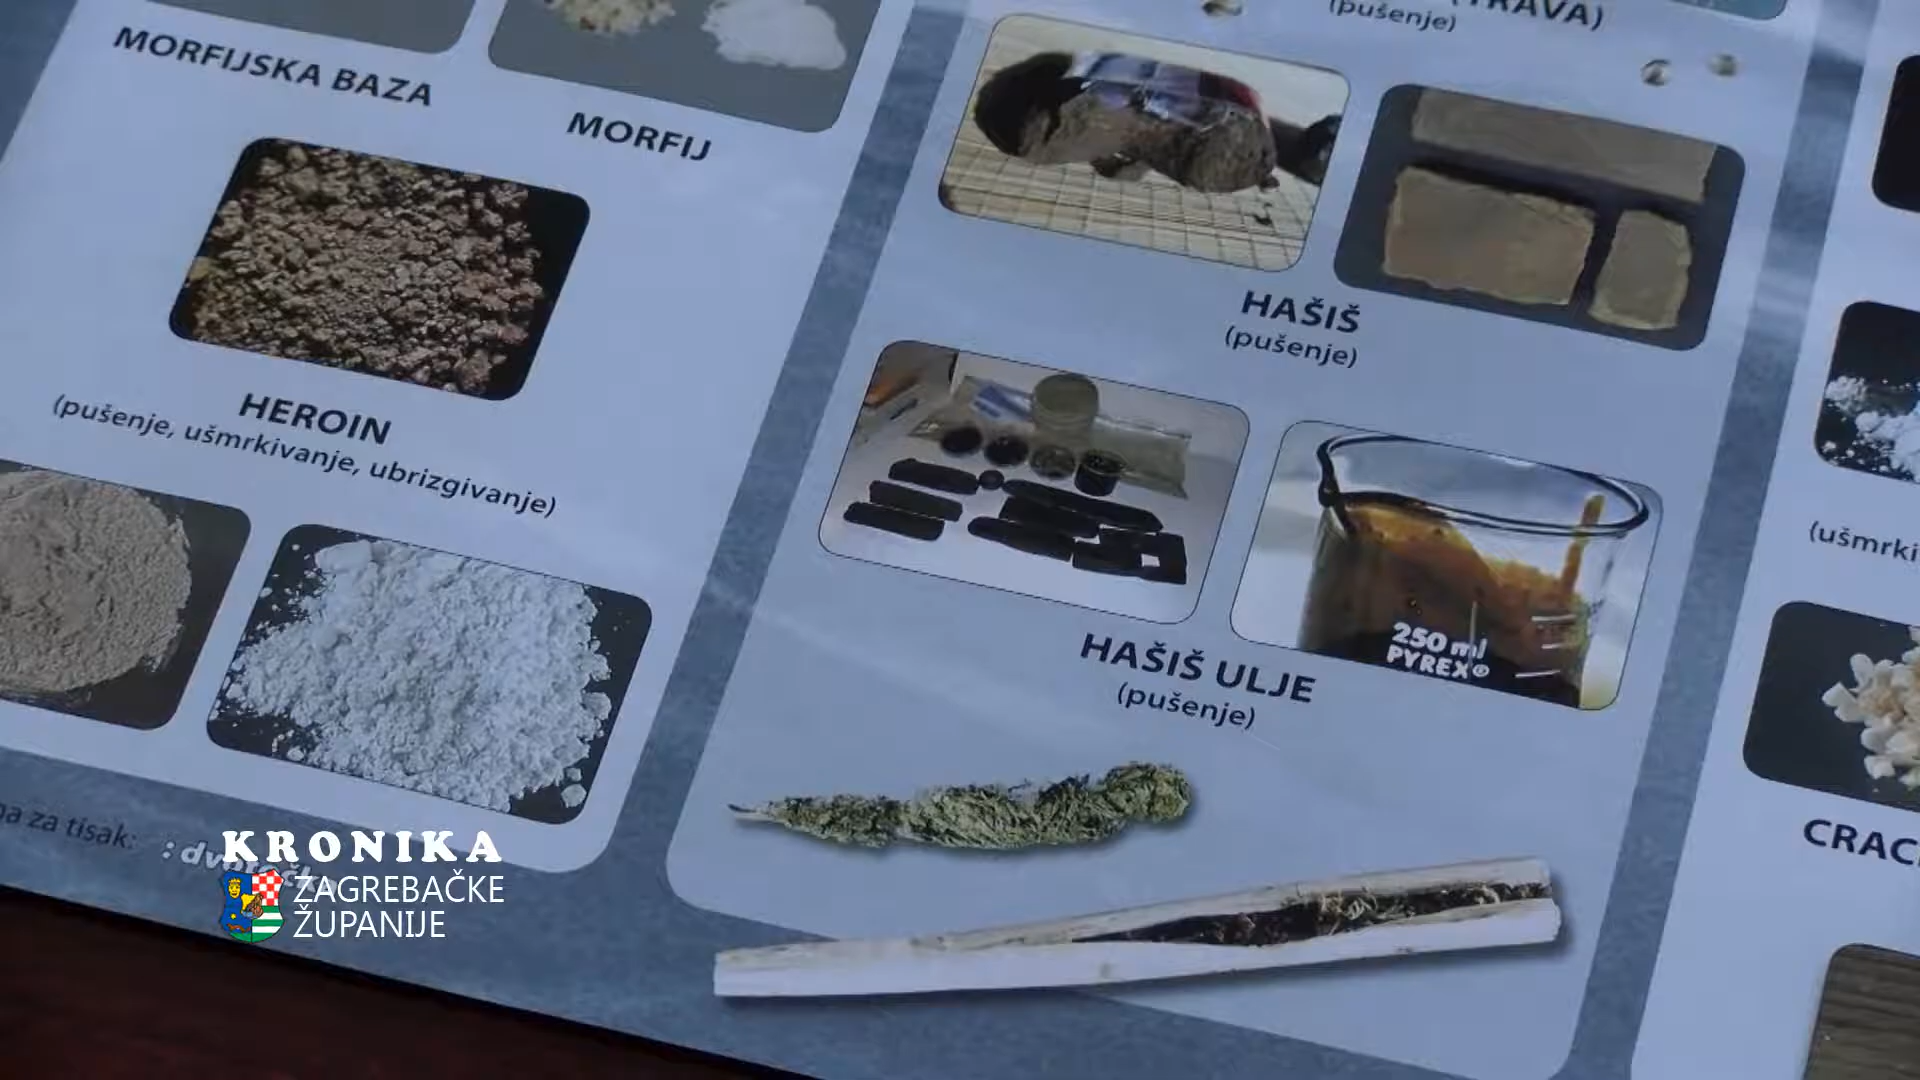 MORFIJSKA BAZA
MORFIJ
HEROIN
(pušenje, ušmrkivanje, ubrizgivanje)
za tisak:
(pušenje)
HAŠIŠ
(pušenje)
250 ml
PYREX®
HAŠIŠ ULJE
(pušenje)
KRONIKA
ZAGREBAČKE
ŽUPANIJE